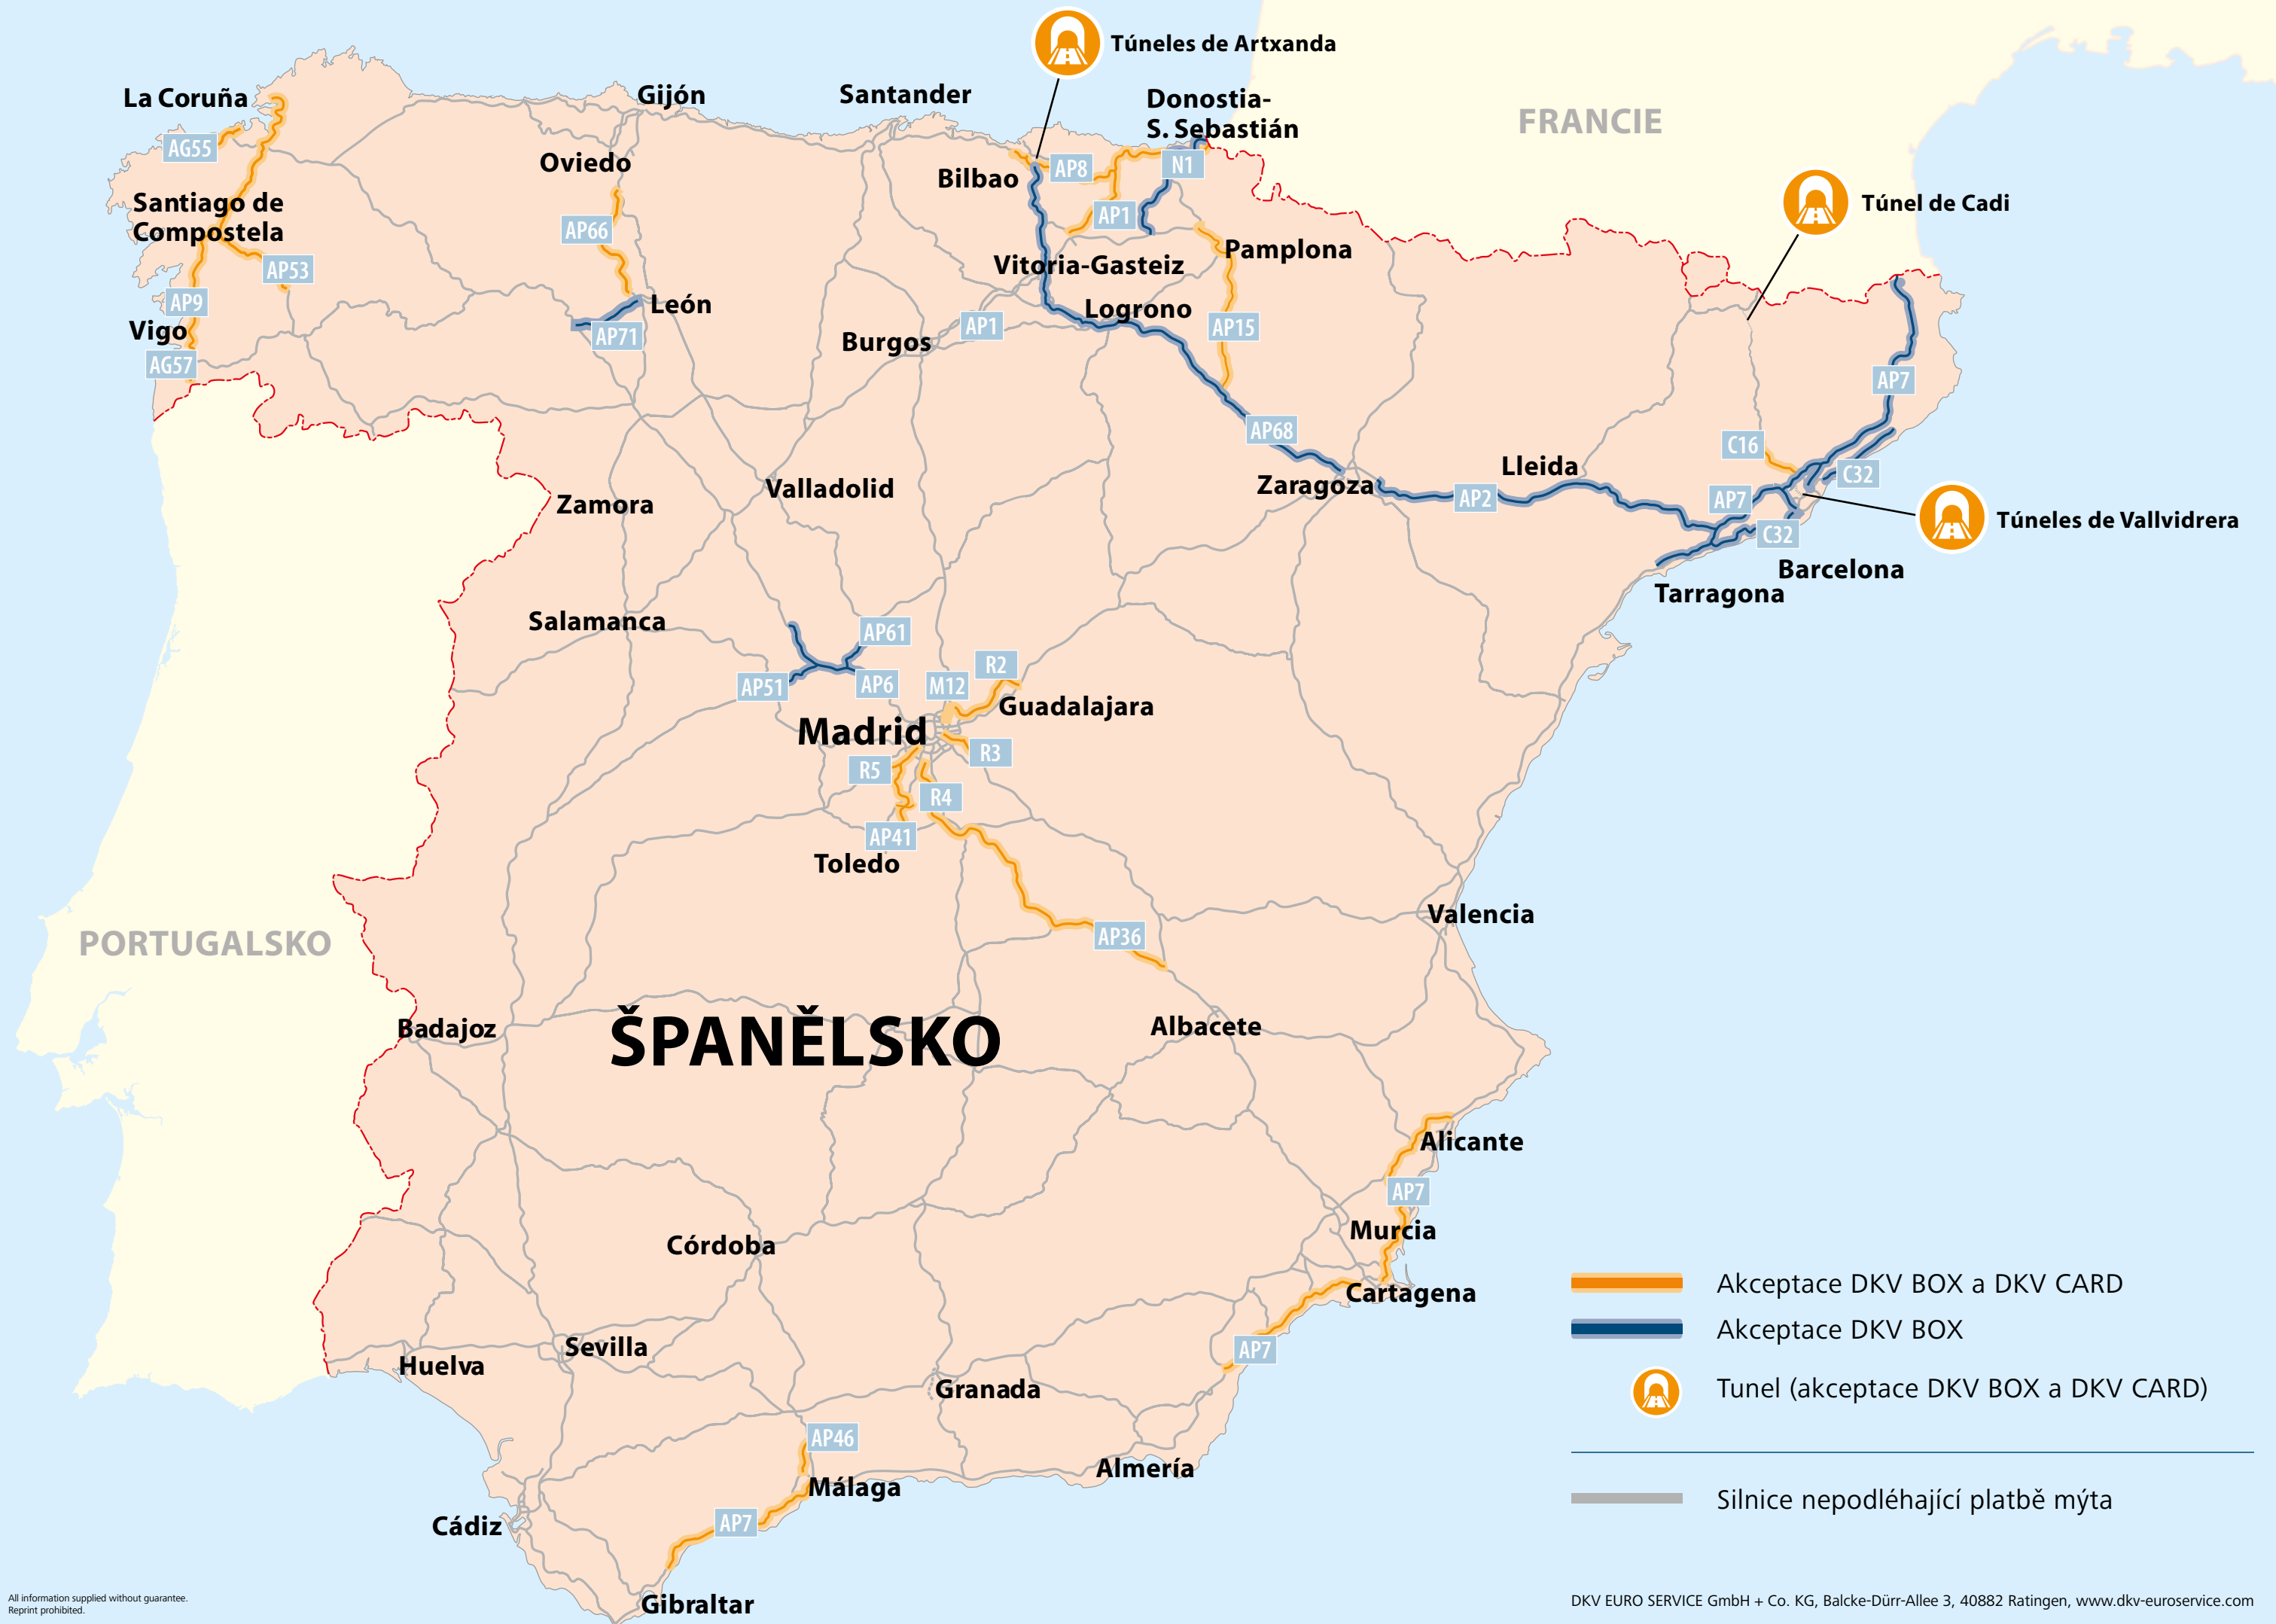 Túneles de Artxanda
La Coruña
Gijón
Santander
Donostia-
S. Sebastián
FRANCIE
AG55
Oviedo
Bilbao
AP8
N1
Túnel de Cadi
Santiago de
Compostela
AP66
AP1
Pamplona
AP53
Vitoria-Gasteiz
AP9
León
Logrono
Vigo
AP71
Burgos
AP1
AP15
AG57
AP7
AP68
C16
Lleida
C32
Zamora
Valladolid
Zaragoza
AP2
AP7
Túneles de Vallvidrera
C32
Barcelona
Tarragona
Salamanca
AP61
R2
AP51
AP6
M12
Guadalajara
Madrid
R3
R5
R4
AP41
Toledo
Valencia
AP36
PORTUGALSKO
Badajoz
ŠPANĚLSKO
Albacete
Alicante
AP7
Murcia
Córdoba
Cartagena
Akceptace DKV BOX a DKV CARD
Akceptace DKV BOX
Sevilla
AP7
Huelva
Granada
Tunel (akceptace DKV BOX a DKV CARD)
AP46
Almería
Málaga
Silnice nepodléhající platbě mýta
Cádiz
AP7
Gibraltar
All information supplied without guarantee.
Reprint prohibited.
DKV EURO SERVICE GmbH + Co. KG, Balcke-Dürr-Allee 3, 40882 Ratingen, www.dkv-euroservice.com